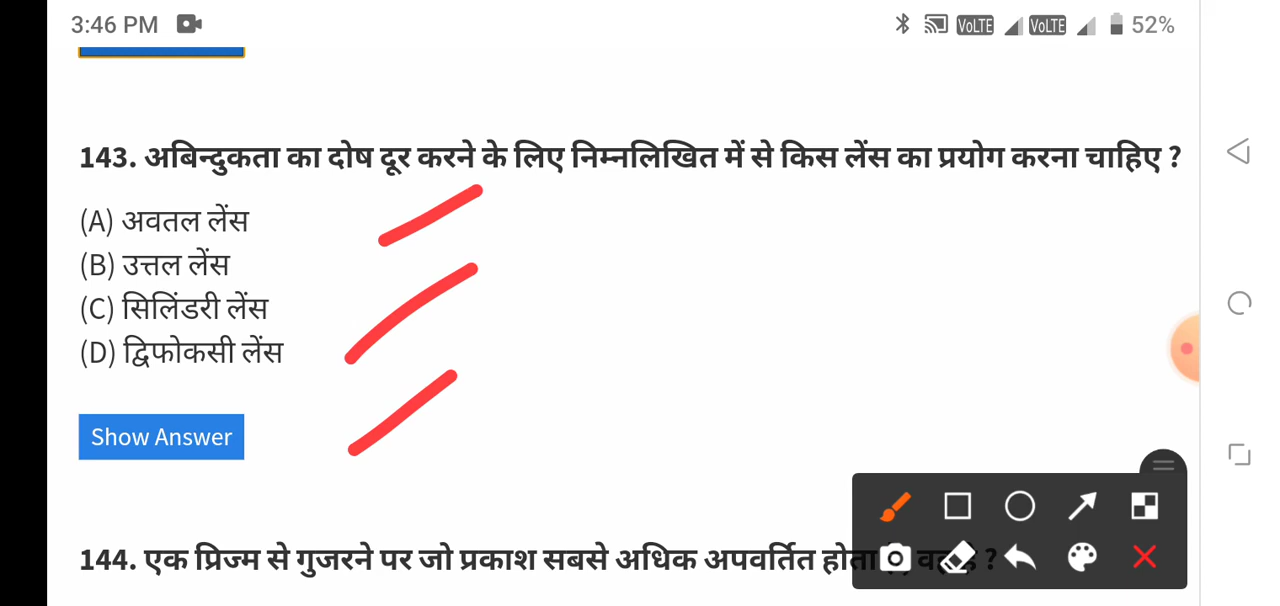 3:46 PM VoLTE VoLTE 52%
143. अबिन्दुकता का दोष दूर करने के लिए निम्नलिखित में से किस लेंस का प्रयोग करना चाहिए ?
(A) अवतल लेंस
(B) उत्तल लेंस
(C) सिलिंडरी लेंस
(D) द्विफोकसी लेंस
Show Answer
144. एक प्रिज्म से गुजरने पर जो प्रकाश सबसे अधिक अपवर्तित ?